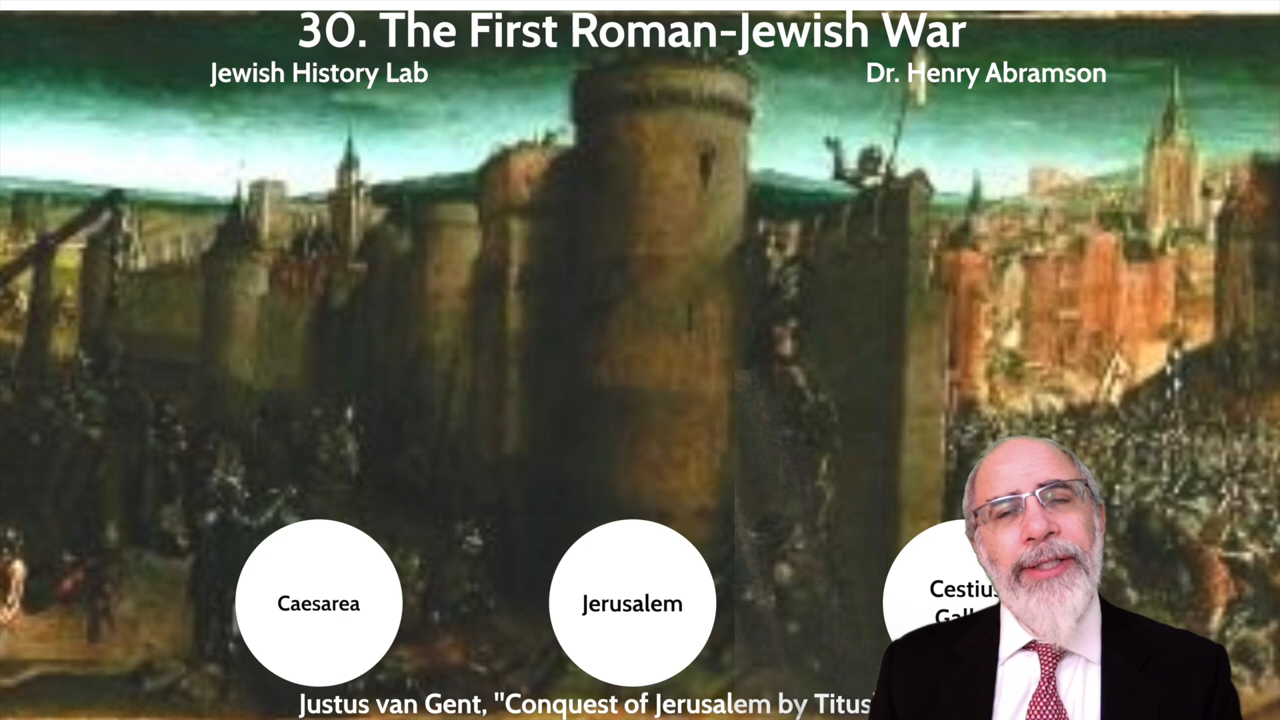 30. The First Roman-Jewish War
Jewish History Lab
Dr. Henry Abramson
Caesarea
Jerusalem
Justus van Gent, "Conquest of Jerusalem by Titus